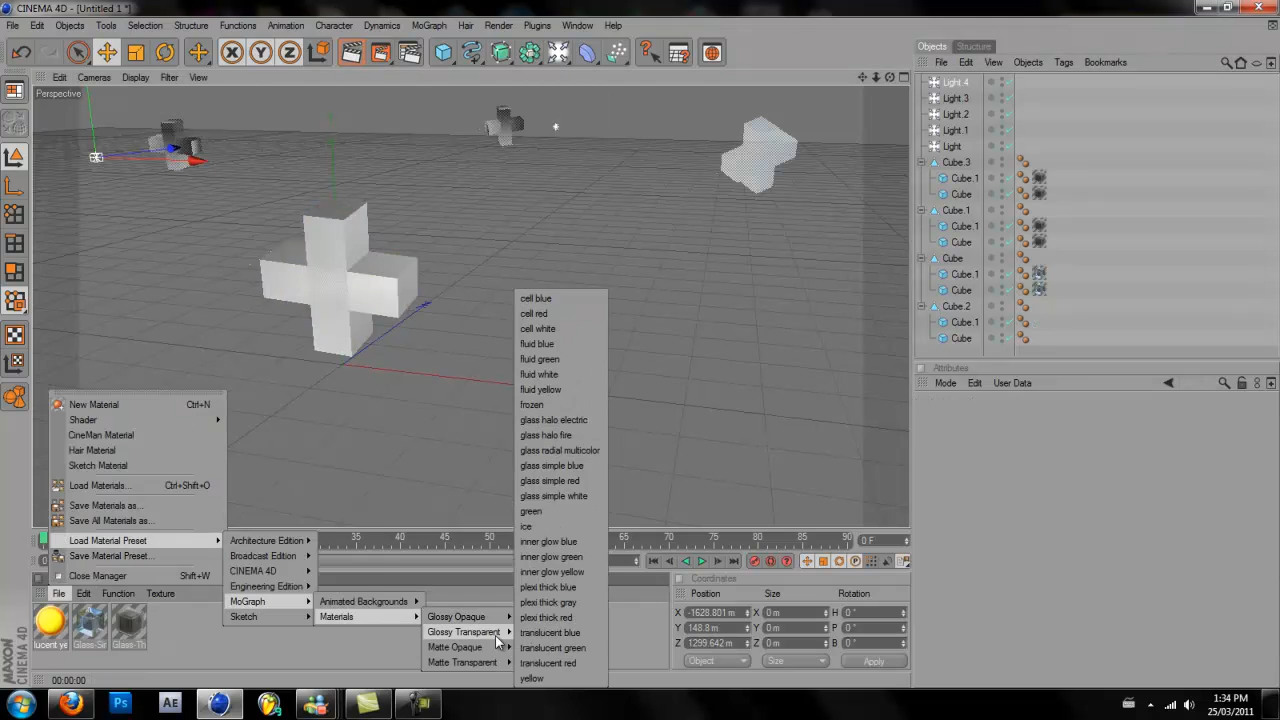 CINEMA 4D - [Untitled 1 *]
File Edit Objects Tools Selection Structure Functions Animation Character Dynamics MoGraph Hair Render Plugins Window Help
X Y Z
Edit Cameras Display Filter View
Perspective
Objects Structure
File Edit View Objects Tags Bookmarks
Light.4
Light.3
Light.2
Light.1
Light
Cube.3
Cube.1
Cube
Cube.1
Cube.1
Cube
Cube
Cube.1
Cube
Cube.2
Cube.1
Cube
Attributes
Mode Edit User Data
New Material Ctrl+N
Shader
CineMan Material
Hair Material
Sketch Material
Load Materials... Ctrl+Shift+O
Save Materials as...
Save All Materials as...
Load Material Preset
Save Material Preset...
Close Manager Shift+W
File Edit Function Texture
Architecture Edition
Broadcast Edition
CINEMA 4D
Engineering Edition
MoGraph
Sketch
Animated Backgrounds
Materials
Glossy Opaque
Glossy Transparent
Matte Opaque
Matte Transparent
cell blue
cell red
cell white
fluid blue
fluid green
fluid white
fluid yellow
frozen
glass halo electric
glass halo fire
glass radial multicolor
glass simple blue
glass simple red
glass simple white
green
ice
inner glow blue
inner glow green
inner glow yellow
plexi thick blue
plexi thick gray
plexi thick red
translucent blue
translucent green
translucent red
yellow
35 40 45 50 65 70 75 80 85 90 0 F
Coordinates
Position Size Rotation
X -1628.801 m X 0 m H 0 °
Y 148.8 m Y 0 m P 0 °
Z 1299.642 m Z 0 m B 0 °
Object Size Apply
lucent ye Glass-Sir Glass-Th
MAXON CINEMA 4D
00:00:00
Ps Ae
1:34 PM
25/03/2011